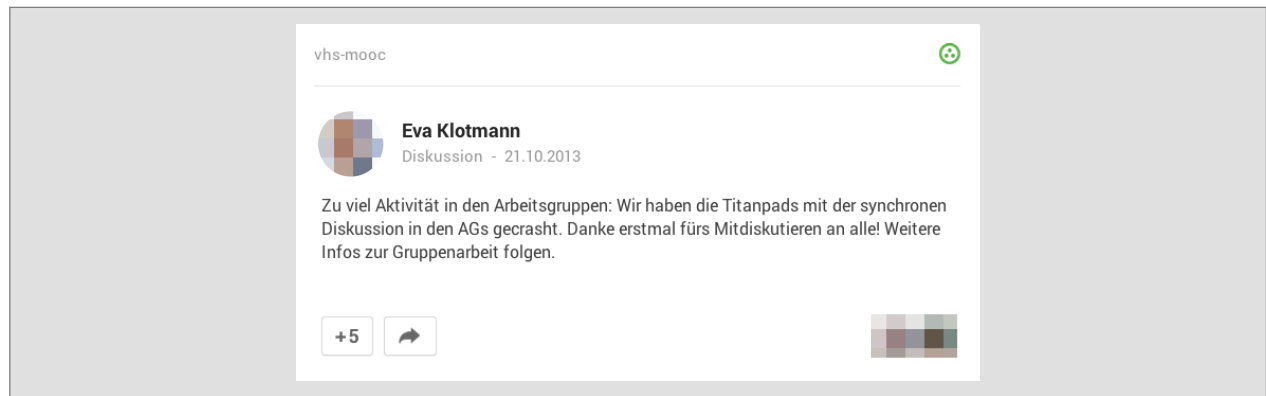 vhs-mooc
Eva Klotmann
Diskussion - 21.10.2013
Zu viel Aktivität in den Arbeitsgruppen: Wir haben die Titanpads mit der synchronen
Diskussion in den AGs gecrasht. Danke erstmal fürs Mitdiskutieren an alle! Weitere
Infos zur Gruppenarbeit folgen.
+5